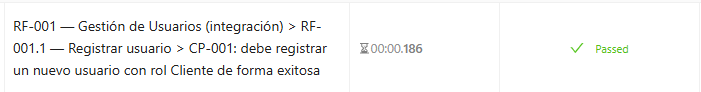 RF-001 — Gestión de Usuarios (integración) > RF-
001.1 — Registrar usuario > CP-001: debe registrar
un nuevo usuario con rol Cliente de forma exitosa
00:00.186
Passed